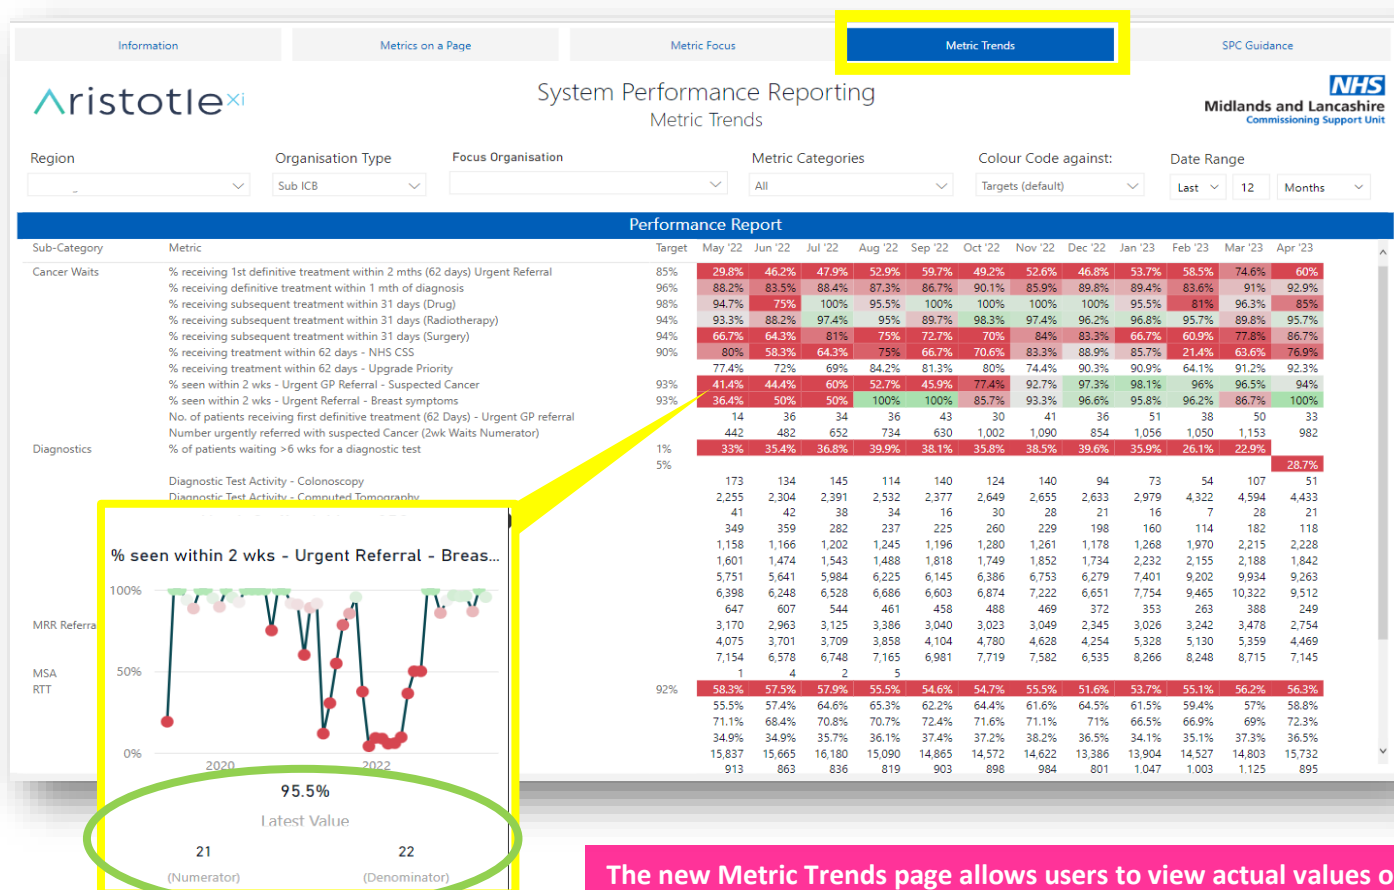 Information Metrics on a Page Metric Focus Metric Trends SPC Guidance
Aristotle xi
System Performance Reporting
Metric Trends
NHS
Midlands and Lancashire
Commissioning Support Unit
Region Organisation Type Focus Organisation Metric Categories Colour Code against: Date Range
Sub ICB All Targets (default) Last 12 Months
Performance Report
Sub-Category Metric Target May '22 Jun '22 Jul '22 Aug '22 Sep '22 Oct '22 Nov '22 Dec '22 Jan '23 Feb '23 Mar '23 Apr '23
Cancer Waits % receiving 1st definitive treatment within 2 mths (62 days) Urgent Referral 85% 29.8% 46.2% 47.9% 52.9% 59.7% 49.2% 52.6% 46.8% 53.7% 58.5% 74.6% 60%
% receiving definitive treatment within 1 mth of diagnosis 96% 88.2% 83.5% 88.4% 87.3% 86.7% 90.1% 85.9% 89.8% 89.4% 83.6% 91% 92.9%
% receiving subsequent treatment within 31 days (Drug) 98% 94.7% 75% 100% 95.5% 100% 100% 100% 100% 95.5% 81% 96.3% 85%
% receiving subsequent treatment within 31 days (Radiotherapy) 94% 93.3% 88.2% 97.4% 95% 89.7% 98.3% 97.4% 96.2% 96.8% 95.7% 89.8% 95.7%
% receiving subsequent treatment within 31 days (Surgery) 94% 66.7% 64.3% 81% 75% 72.7% 70% 84% 83.3% 66.7% 60.9% 77.8% 86.7%
% receiving treatment within 62 days - NHS CSS 90% 80% 58.3% 64.3% 75% 66.7% 70.6% 83.3% 88.9% 85.7% 21.4% 63.6% 76.9%
% receiving treatment within 62 days - Upgrade Priority 77.4% 72% 69% 84.2% 81.3% 80% 74.4% 90.3% 90.9% 64.1% 91.2% 92.3%
% seen within 2 wks - Urgent GP Referral - Suspected Cancer 93% 41.4% 44.4% 60% 52.7% 45.9% 77.4% 92.7% 97.3% 98.1% 96% 96.5% 94%
% seen within 2 wks - Urgent Referral - Breast symptoms 93% 36.4% 50% 50% 100% 100% 85.7% 93.3% 96.6% 95.8% 96.2% 86.7% 100%
No. of patients receiving first definitive treatment (62 Days) - Urgent GP referral 14 36 34 36 43 30 41 36 51 38 50 33
Number urgently referred with suspected Cancer (2wk Waits Numerator) 442 482 652 734 630 1,002 1,090 854 1,056 1,050 1,153 982
Diagnostics % of patients waiting >6 wks for a diagnostic test 1% 33% 35.4% 36.8% 39.9% 38.1% 35.8% 38.5% 39.6% 35.9% 26.1% 22.9%
5% 28.7%
Diagnostic Test Activity - Colonoscopy 173 134 145 114 140 124 140 94 73 54 107 51
Diagnostic Test Activity - Computed Tomography 2,255 2,304 2,391 2,532 2,377 2,649 2,655 2,633 2,979 4,322 4,594 4,433
41 42 38 34 16 30 28 21 16 7 28 21
349 359 282 237 225 260 229 198 160 114 182 118
1,158 1,166 1,202 1,245 1,196 1,280 1,261 1,178 1,268 1,970 2,215 2,228
1,601 1,474 1,543 1,488 1,818 1,749 1,852 1,734 2,232 2,155 2,188 1,842
5,751 5,641 5,984 6,225 6,145 6,386 6,753 6,279 7,401 9,202 9,934 9,263
6,398 6,248 6,528 6,686 6,603 6,874 7,222 6,651 7,754 9,465 10,322 9,512
647 607 544 461 458 488 469 372 353 263 388 249
MRR Referra 3,170 2,963 3,125 3,386 3,040 3,023 3,049 2,345 3,026 3,242 3,478 2,754
4,075 3,701 3,709 3,858 4,104 4,780 4,628 4,254 5,328 5,130 5,359 4,469
7,154 6,578 6,748 7,165 6,981 7,719 7,582 6,535 8,266 8,248 8,715 7,145
MSA 1 4 2 5
RTT 92% 58.3% 57.5% 57.9% 55.5% 54.6% 54.7% 55.5% 51.6% 53.7% 55.1% 56.2% 56.3%
55.5% 57.4% 64.6% 65.3% 62.2% 64.4% 61.6% 64.5% 61.5% 59.4% 57% 58.8%
71.1% 68.4% 70.8% 70.7% 72.4% 71.6% 71.1% 71% 66.5% 66.9% 69% 72.3%
34.9% 34.9% 35.7% 36.1% 37.4% 37.2% 38.2% 36.5% 34.1% 35.1% 37.3% 36.5%
15,837 15,665 16,180 15,090 14,865 14,572 14,622 13,386 13,904 14,527 14,803 15,732
913 863 836 819 903 898 984 801 1,047 1,003 1,125 895
% seen within 2 wks - Urgent Referral - Breas...
100%
50%
0%
2020 2022
95.5%
Latest Value
21 22
(Numerator) (Denominator)
The new Metric Trends page allows users to view actual values o